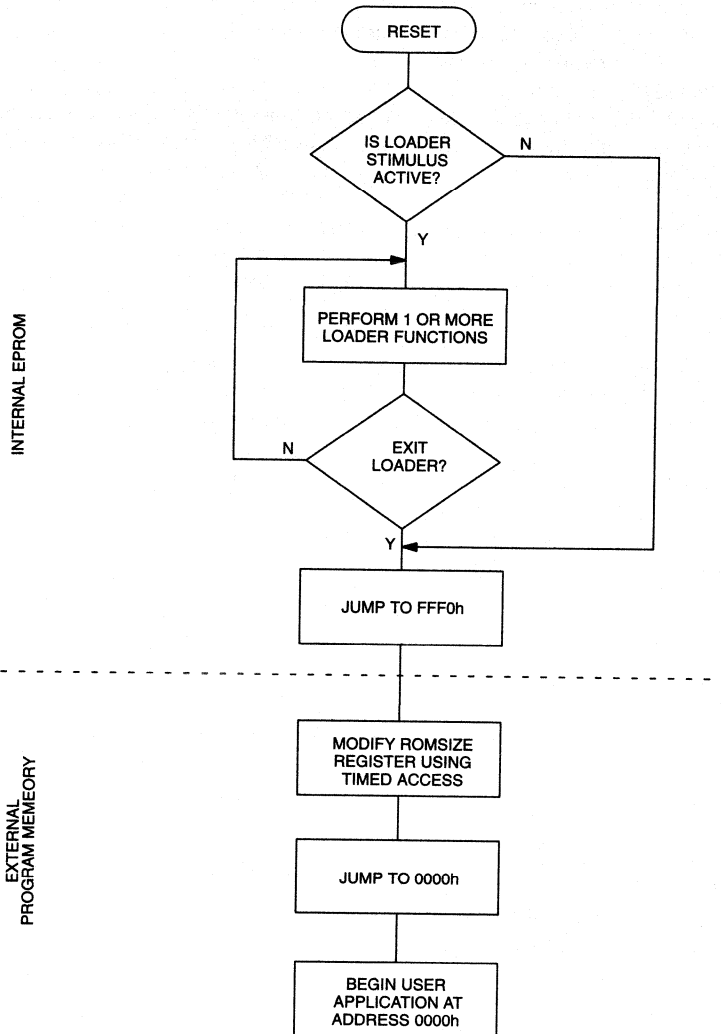 RESET
IS LOADER
STIMULUS
ACTIVE?
N
Y
PERFORM 1 OR MORE
LOADER FUNCTIONS
EXIT
LOADER?
N
Y
JUMP TO FFF0h
INTERNAL EPROM
MODIFY ROMSIZE
REGISTER USING
TIMED ACCESS
JUMP TO 0000h
BEGIN USER
APPLICATION AT
ADDRESS 0000h
EXTERNAL
PROGRAM MEMEORY